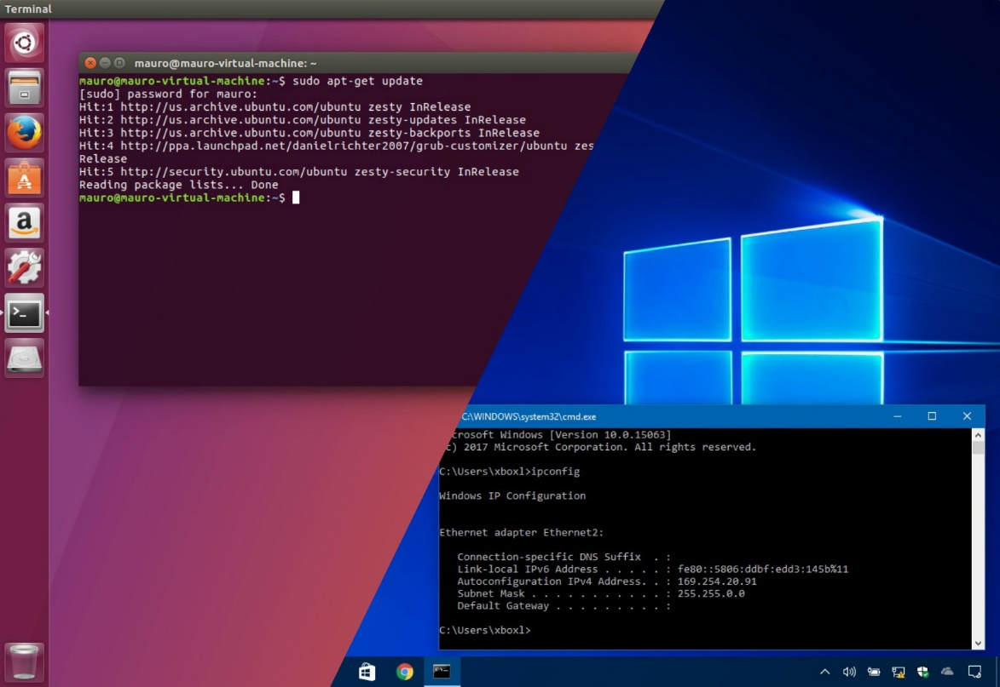 Terminal
mauro@mauro-virtual-machine: ~
mauro@mauro-virtual-machine:~$ sudo apt-get update
[sudo] password for mauro:
Hit:1 http://us.archive.ubuntu.com/ubuntu zesty InRelease
Hit:2 http://us.archive.ubuntu.com/ubuntu zesty-updates InRelease
Hit:3 http://us.archive.ubuntu.com/ubuntu zesty-backports InRelease
Hit:4 http://ppa.launchpad.net/danielrichter2007/grub-customizer/ubuntu zes
Release
Hit:5 http://security.ubuntu.com/ubuntu zesty-security InRelease
Reading package lists... Done
mauro@mauro-virtual-machine:~$
C:\WINDOWS\system32\cmd.exe
crosoft Windows [Version 10.0.15063]
c) 2017 Microsoft Corporation. All rights reserved.
C:\Users\xboxl>ipconfig
Windows IP Configuration
Ethernet adapter Ethernet2:
Connection-specific DNS Suffix . :
Link-local IPv6 Address . . . . . : fe80::5806:ddbf:edd3:145b%11
Autoconfiguration IPv4 Address. . : 169.254.20.91
Subnet Mask . . . . . . . . . . . : 255.255.0.0
Default Gateway . . . . . . . . . :
C:\Users\xboxl>